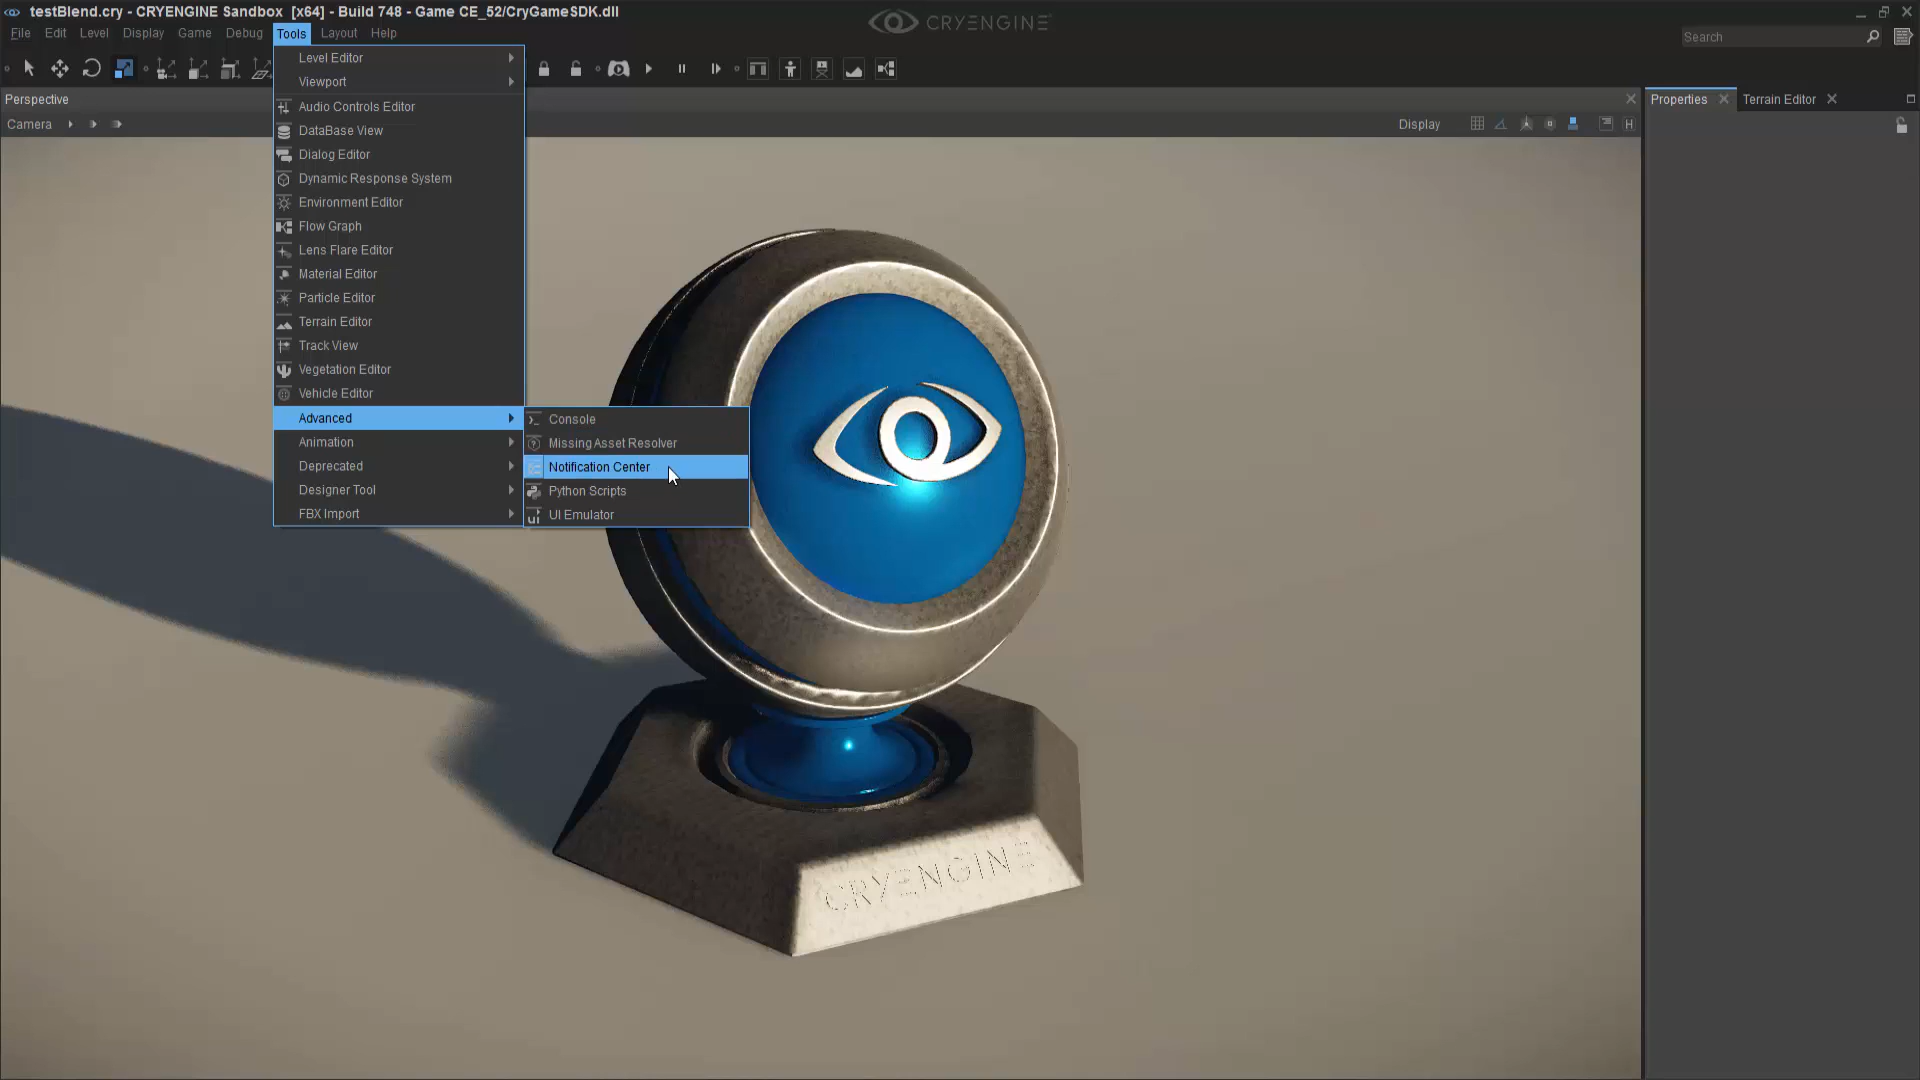 testBlend.cry - CRYENGINE Sandbox [x64] - Build 748 - Game CE_52/CryGameSDK.dll
CRYENGINE
File Edit Level Display Game Debug Tools Layout Help
Search
Perspective
Properties
Terrain Editor
Camera
Display
H
Level Editor
Viewport
Audio Controls Editor
DataBase View
Dialog Editor
Dynamic Response System
Environment Editor
Flow Graph
Lens Flare Editor
Material Editor
Particle Editor
Terrain Editor
Track View
Vegetation Editor
Vehicle Editor
Advanced
Animation
Deprecated
Designer Tool
FBX Import
Console
Missing Asset Resolver
Notification Center
Python Scripts
UI Emulator
CRYENGINE